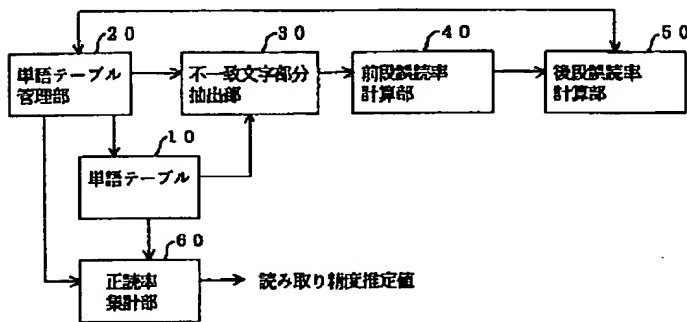 20
単語テーブル
管理部
30
不一致文字部分
抽出部
40
前段誤読率
計算部
50
後段誤読率
計算部
10
単語テーブル
60
正読率
集計部
読み取り精度推定値